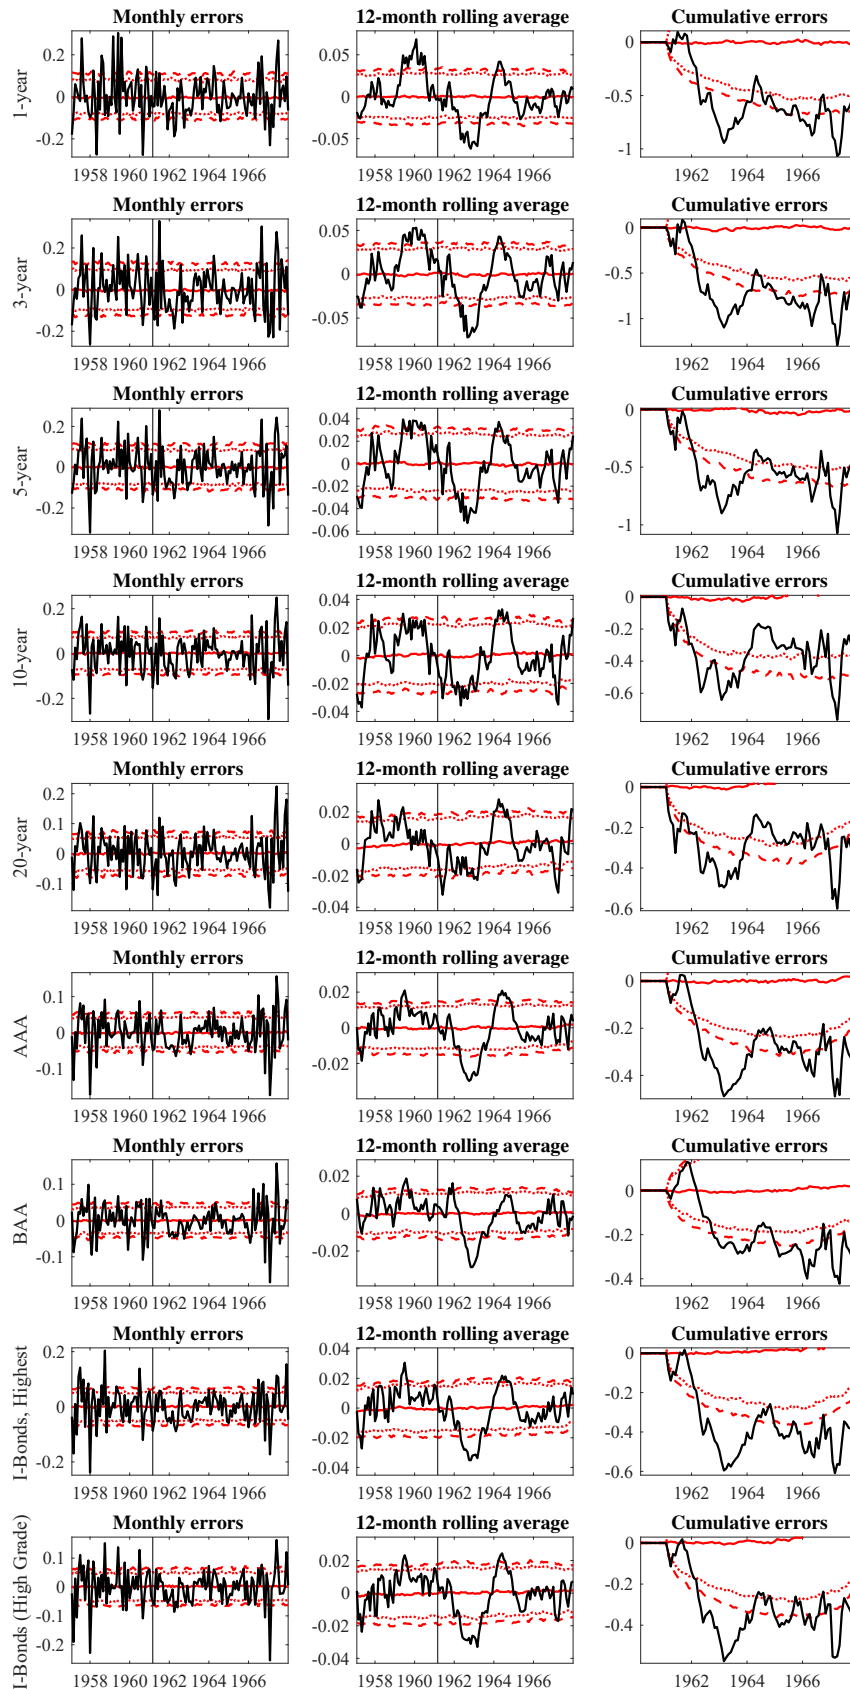 Monthly errors 12-month rolling average Cumulative errors
1-year
0.2 0 -0.2
1958 1960 1962 1964 1966
0.05 0 -0.05
1958 1960 1962 1964 1966
0 -0.5 -1
1962 1964 1966
Monthly errors 12-month rolling average Cumulative errors
3-year
0.2 0 -0.2
1958 1960 1962 1964 1966
0.05 0 -0.05
1958 1960 1962 1964 1966
0 -0.5 -1
1962 1964 1966
Monthly errors 12-month rolling average Cumulative errors
5-year
0.2 0 -0.2
1958 1960 1962 1964 1966
0.04 0.02 0 -0.02 -0.04 -0.06
1958 1960 1962 1964 1966
0 -0.5 -1
1962 1964 1966
Monthly errors 12-month rolling average Cumulative errors
10-year
0.2 0 -0.2
1958 1960 1962 1964 1966
0.04 0.02 0 -0.02 -0.04
1958 1960 1962 1964 1966
0 -0.2 -0.4 -0.6
1962 1964 1966
Monthly errors 12-month rolling average Cumulative errors
20-year
0.2 0.1 0 -0.1
1958 1960 1962 1964 1966
0.02 0 -0.02 -0.04
1958 1960 1962 1964 1966
0 -0.2 -0.4 -0.6
1962 1964 1966
Monthly errors 12-month rolling average Cumulative errors
AAA
0.1 0 -0.1
1958 1960 1962 1964 1966
0.02 0 -0.02
1958 1960 1962 1964 1966
0 -0.2 -0.4
1962 1964 1966
Monthly errors 12-month rolling average Cumulative errors
BAA
0.1 0 -0.1
1958 1960 1962 1964 1966
0.02 0 -0.02
1958 1960 1962 1964 1966
0 -0.2 -0.4
1962 1964 1966
Monthly errors 12-month rolling average Cumulative errors
I-Bonds, Highest
0.2 0 -0.2
1958 1960 1962 1964 1966
0.04 0.02 0 -0.02 -0.04
1958 1960 1962 1964 1966
0 -0.2 -0.4 -0.6
1962 1964 1966
Monthly errors 12-month rolling average Cumulative errors
I-Bonds (High Grade)
0.1 0 -0.1 -0.2
1958 1960 1962 1964 1966
0.02 0 -0.02 -0.04
1958 1960 1962 1964 1966
0 -0.2 -0.4
1962 1964 1966